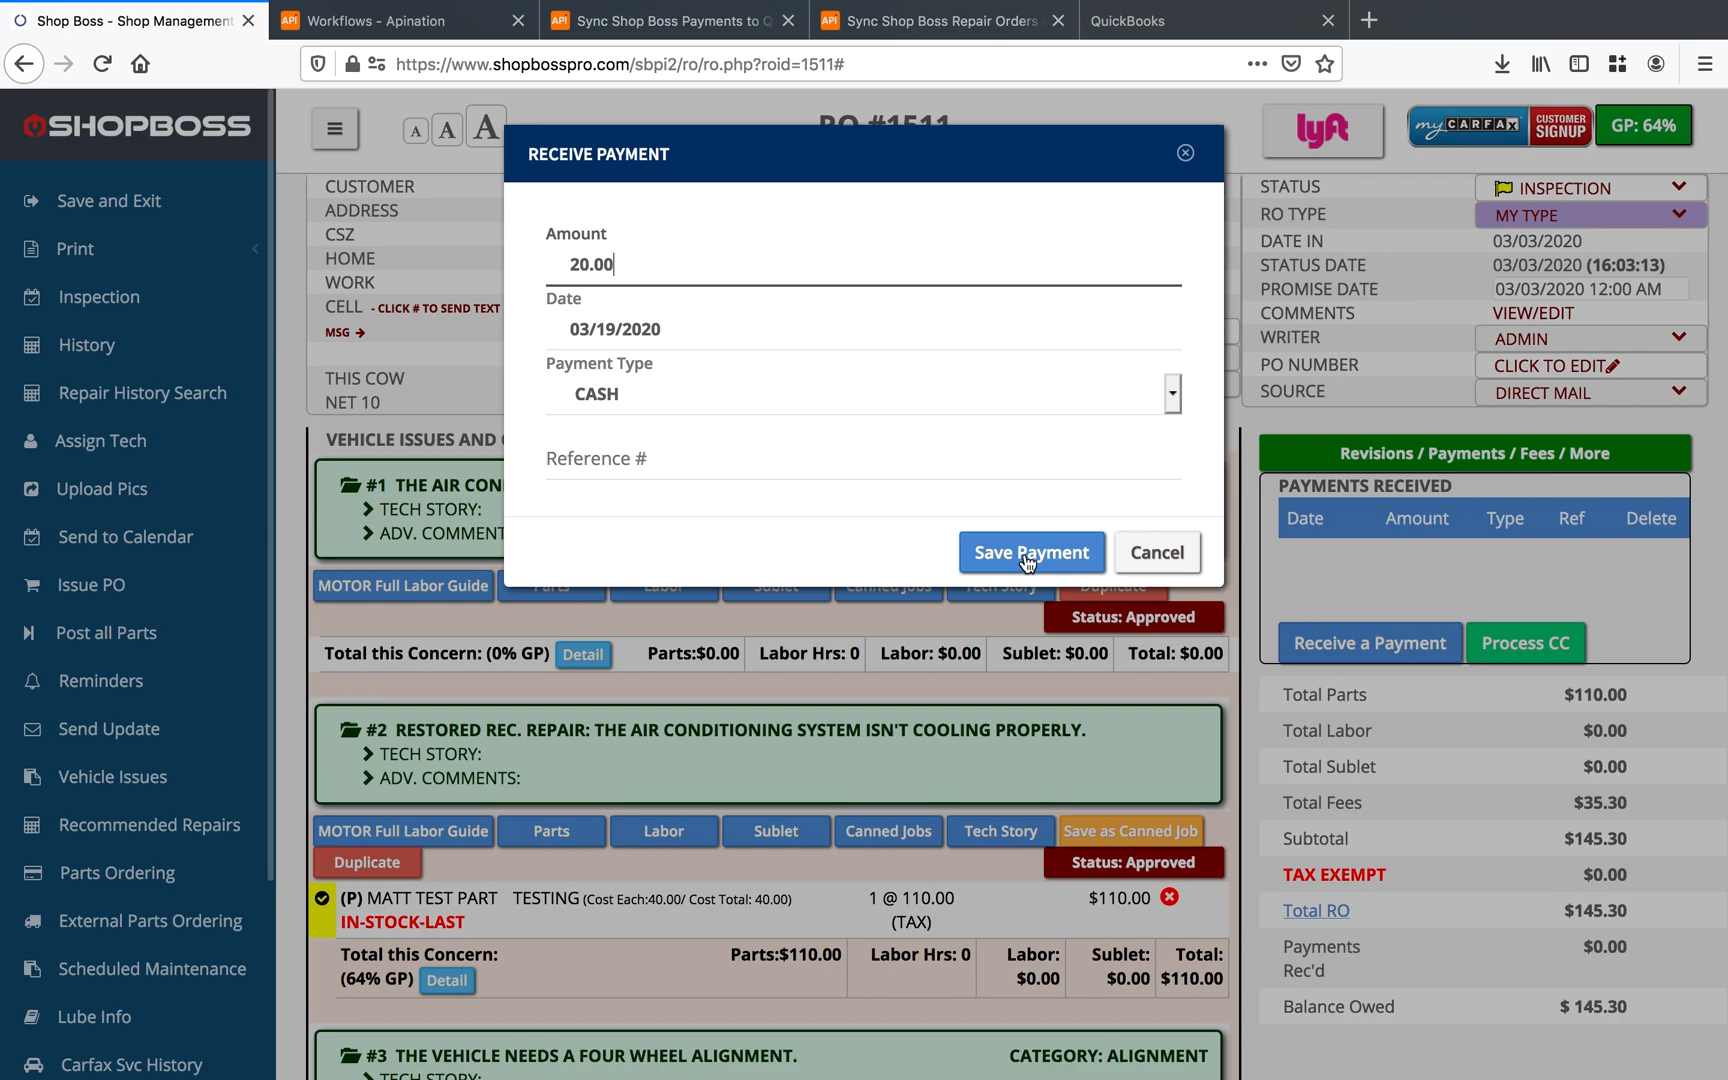 Shop Boss - Shop Management
API Workflows - Apination
API Sync Shop Boss Payments to Q
API Sync Shop Boss Repair Orders
QuickBooks
https://www.shopbosspro.com/sbpi2/ro/ro.php?roid=1511#
SHOPBOSS
Save and Exit
Print
Inspection
History
Repair History Search
Assign Tech
Upload Pics
Send to Calendar
Issue PO
Post all Parts
Reminders
Send Update
Vehicle Issues
Recommended Repairs
Parts Ordering
External Parts Ordering
Scheduled Maintenance
Lube Info
Carfax Svc History
A A A
RO #1511
lyft
myCARFAX CUSTOMER SIGNUP
GP: 64%
CUSTOMER
ADDRESS
CSZ
HOME
WORK
CELL - CLICK # TO SEND TEXT
MSG
THIS COW
NET 10
RECEIVE PAYMENT
Amount
20.00
Date
03/19/2020
Payment Type
CASH
Reference #
Save Payment
Cancel
STATUS INSPECTION
RO TYPE MY TYPE
DATE IN 03/03/2020
STATUS DATE 03/03/2020 (16:03:13)
PROMISE DATE 03/03/2020 12:00 AM
COMMENTS VIEW/EDIT
WRITER ADMIN
PO NUMBER CLICK TO EDIT
SOURCE DIRECT MAIL
VEHICLE ISSUES AND
#1 THE AIR CON
TECH STORY:
ADV. COMMENT
MOTOR Full Labor Guide Parts Labor Sublet Canned Jobs Tech Story Duplicate
Status: Approved
Total this Concern: (0% GP) Detail Parts:$0.00 Labor Hrs: 0 Labor: $0.00 Sublet: $0.00 Total: $0.00
#2 RESTORED REC. REPAIR: THE AIR CONDITIONING SYSTEM ISN'T COOLING PROPERLY.
TECH STORY:
ADV. COMMENTS:
MOTOR Full Labor Guide Parts Labor Sublet Canned Jobs Tech Story Save as Canned Job
Duplicate
Status: Approved
(P) MATT TEST PART TESTING (Cost Each:40.00/ Cost Total: 40.00) 1 @ 110.00 $110.00
IN-STOCK-LAST (TAX)
Total this Concern: Parts:$110.00 Labor Hrs: 0 Labor: Sublet: Total:
(64% GP) Detail $0.00 $0.00 $110.00
#3 THE VEHICLE NEEDS A FOUR WHEEL ALIGNMENT. CATEGORY: ALIGNMENT
TECH STORY:
Revisions / Payments / Fees / More
PAYMENTS RECEIVED
Date Amount Type Ref Delete
Receive a Payment Process CC
Total Parts $110.00
Total Labor $0.00
Total Sublet $0.00
Total Fees $35.30
Subtotal $145.30
TAX EXEMPT $0.00
Total RO $145.30
Payments $0.00
Rec'd
Balance Owed $ 145.30